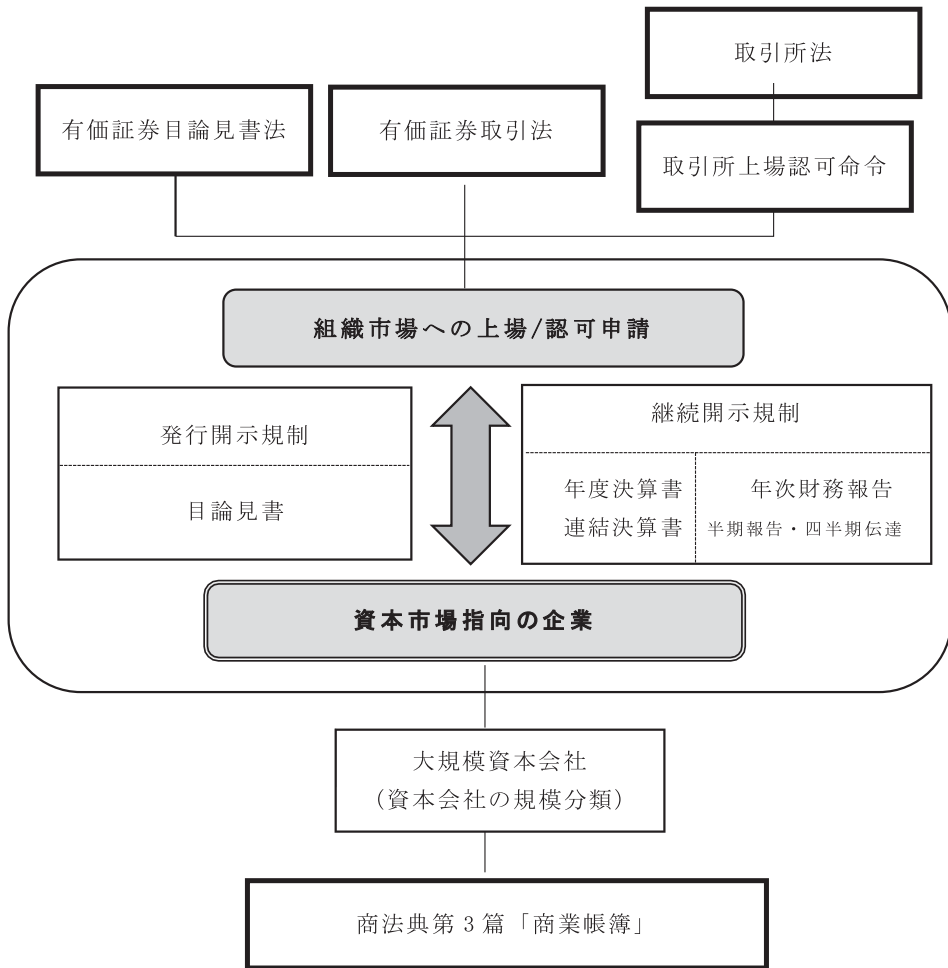 取引所法
有価証券目論見書法
有価証券取引法
取引所上場認可命令
組織市場への上場/認可申請
発行開示規制
目論見書
継続開示規制
年度決算書
連結決算書
年次財務報告
半期報告・四半期伝達
資本市場指向の企業
大規模資本会社
(資本会社の規模分類)
商法典第3篇「商業帳簿」